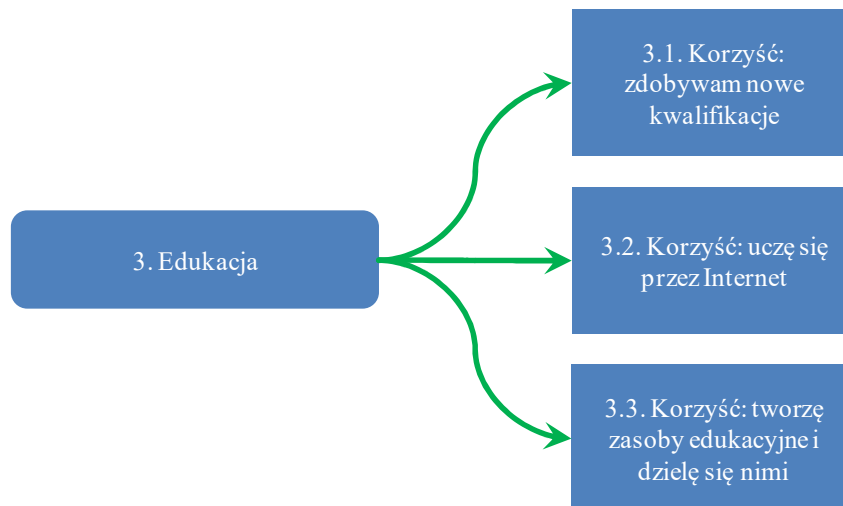 3. Edukacja
3.1. Korzyść:
zdobywam nowe
kwalifikacje
3.2. Korzyść: uczę się
przez Internet
3.3. Korzyść: tworzę
zasoby edukacyjne i
dzielę się nimi